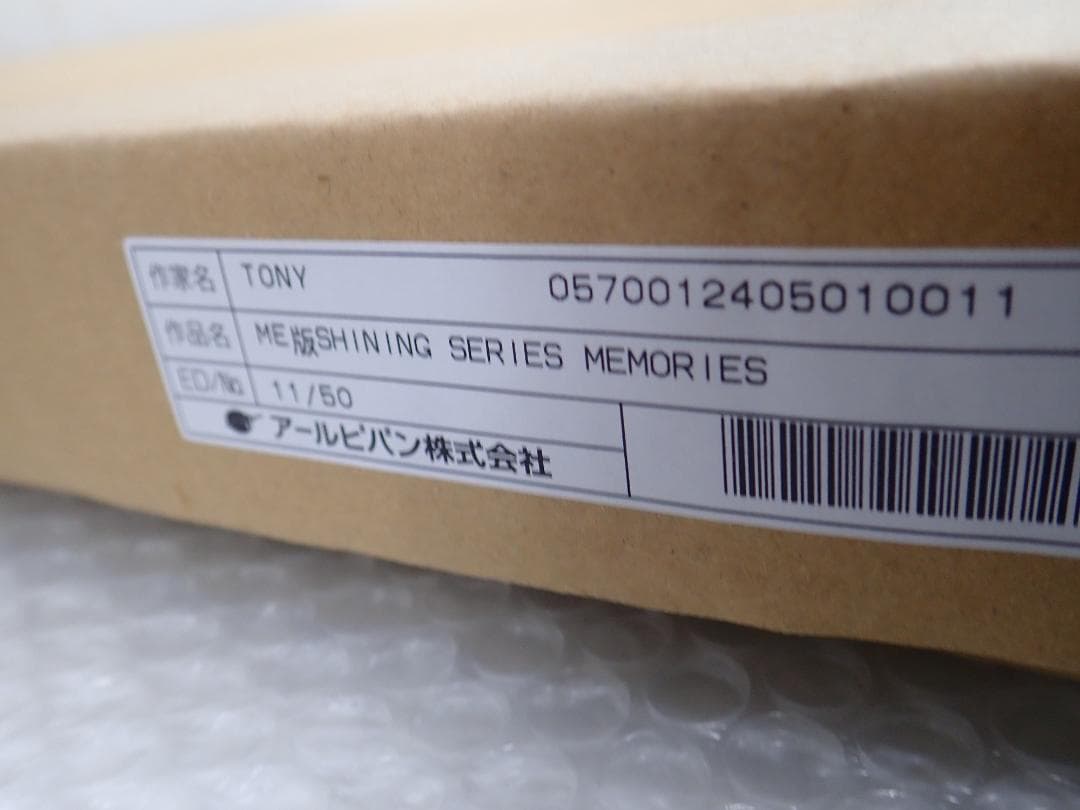 作家名 TONY 0570012405010011
作品名 ME版SHINING SERIES MEMORIES
ED/No 11/50
アールビバン株式会社